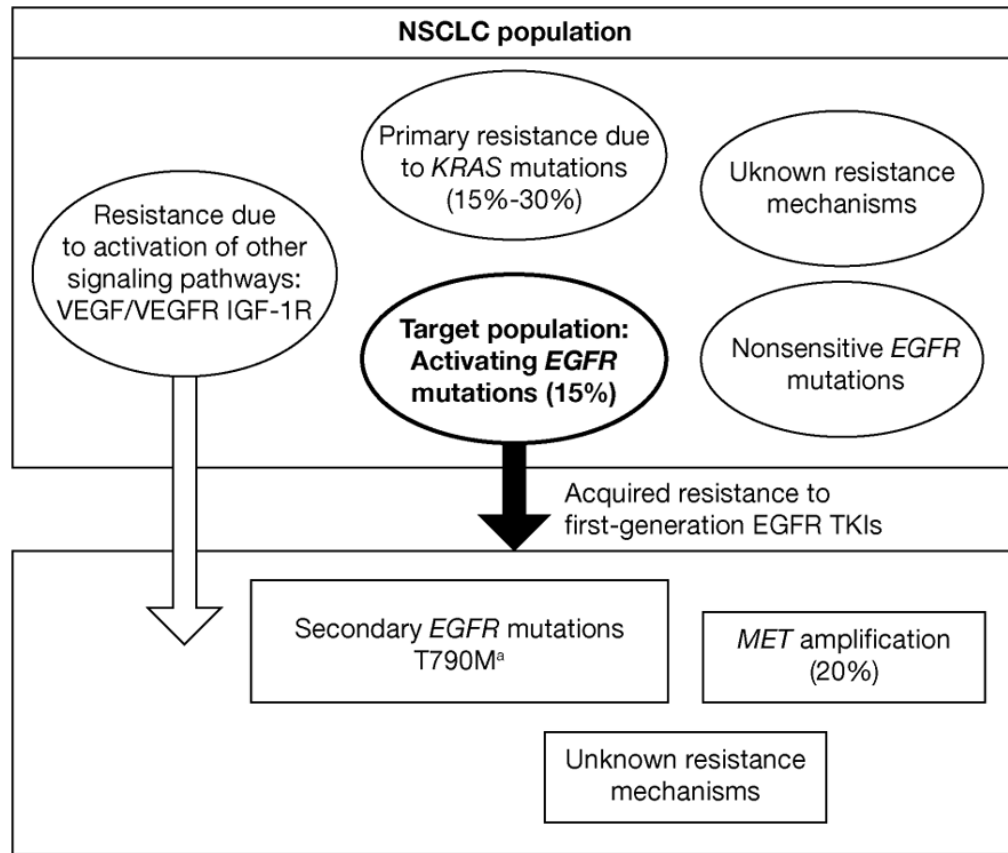 NSCLC population
Primary resistance due
to KRAS mutations
(15%-30%)
Uknown resistance
mechanisms
Resistance due
to activation of other
signaling pathways:
VEGF/VEGFR IGF-1R
Target population:
Activating EGFR
mutations (15%)
Nonsensitive EGFR
mutations
Acquired resistance to
first-generation EGFR TKIs
Secondary EGFR mutations
T790Mª
MET amplification
(20%)
Unknown resistance
mechanisms